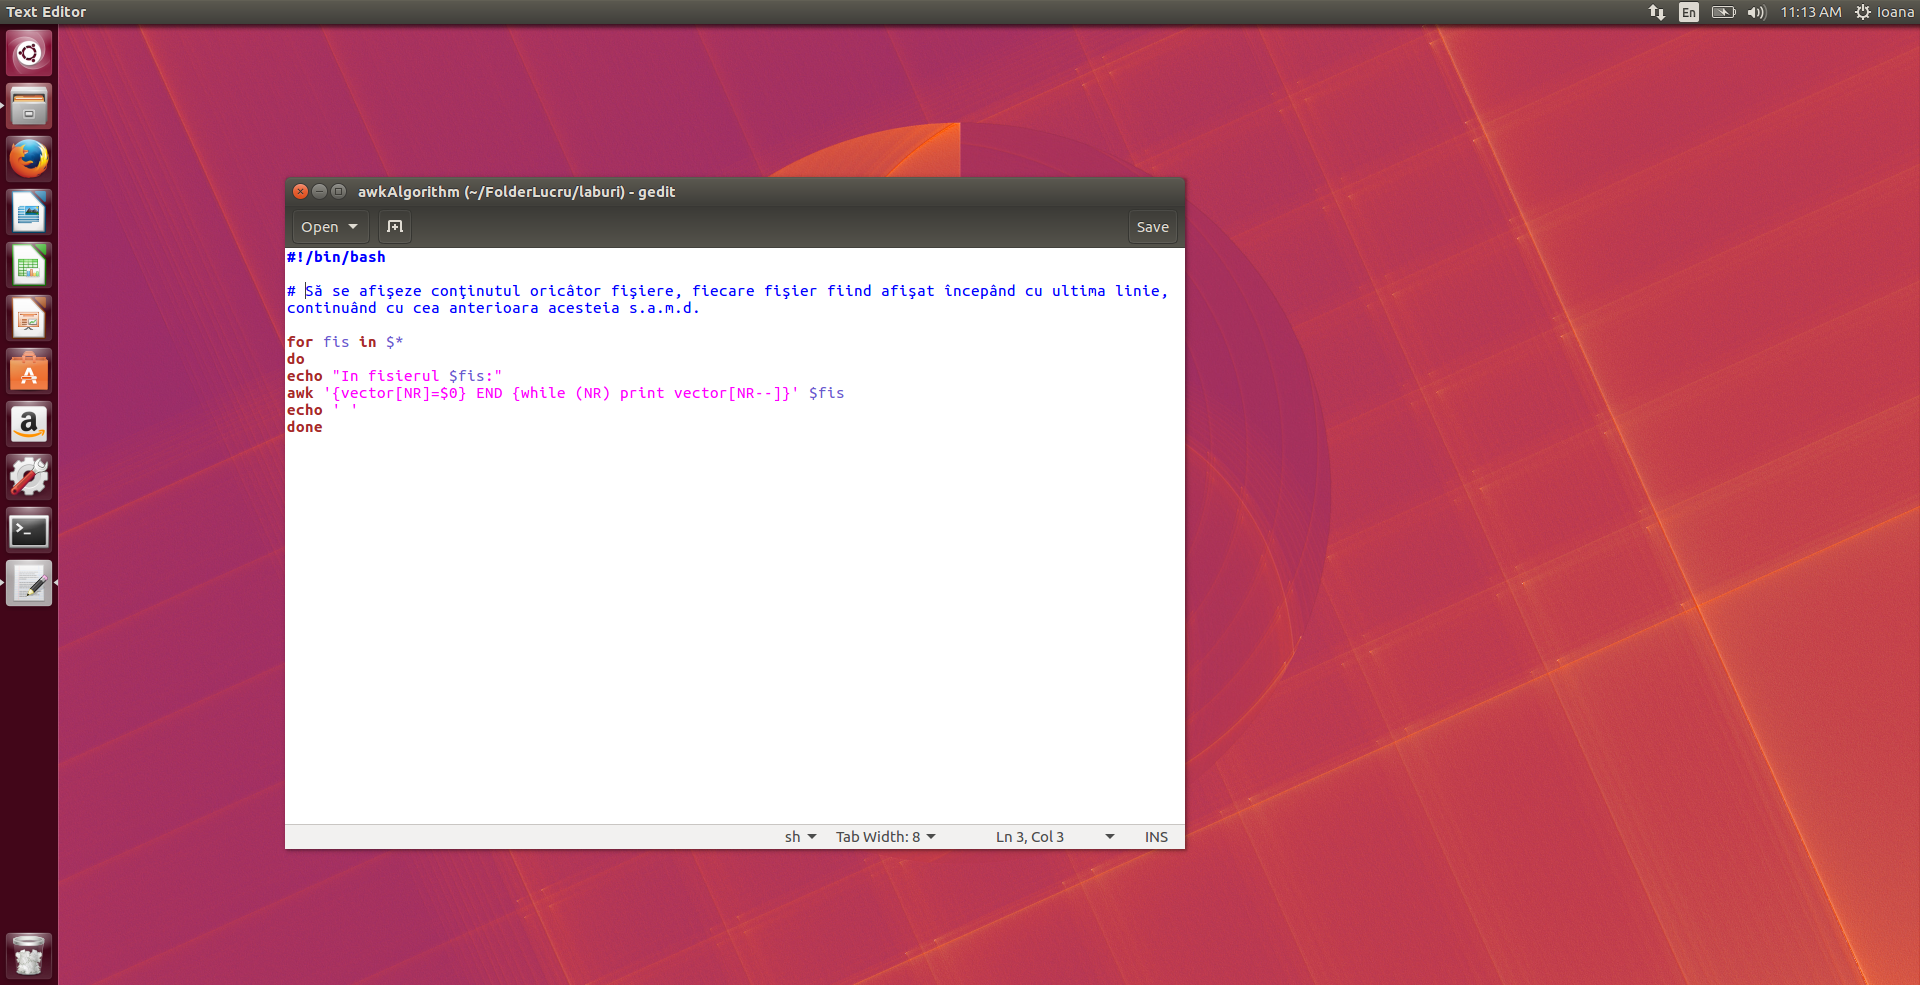 Text Editor
En
11:13 AM
Ioana
awkAlgorithm (~/FolderLucru/laburi) - gedit
Open
Save
#!/bin/bash
# Să se afişeze conţinutul oricâtor fişiere, fiecare fişier fiind afişat începând cu ultima linie,
continuând cu cea anterioara acesteia s.a.m.d.
for fis in $*
do
echo "In fisierul $fis:"
awk '{vector[NR]=$0} END {while (NR) print vector[NR--]}' $fis
echo ' '
done
sh
Tab Width: 8
Ln 3, Col 3
INS